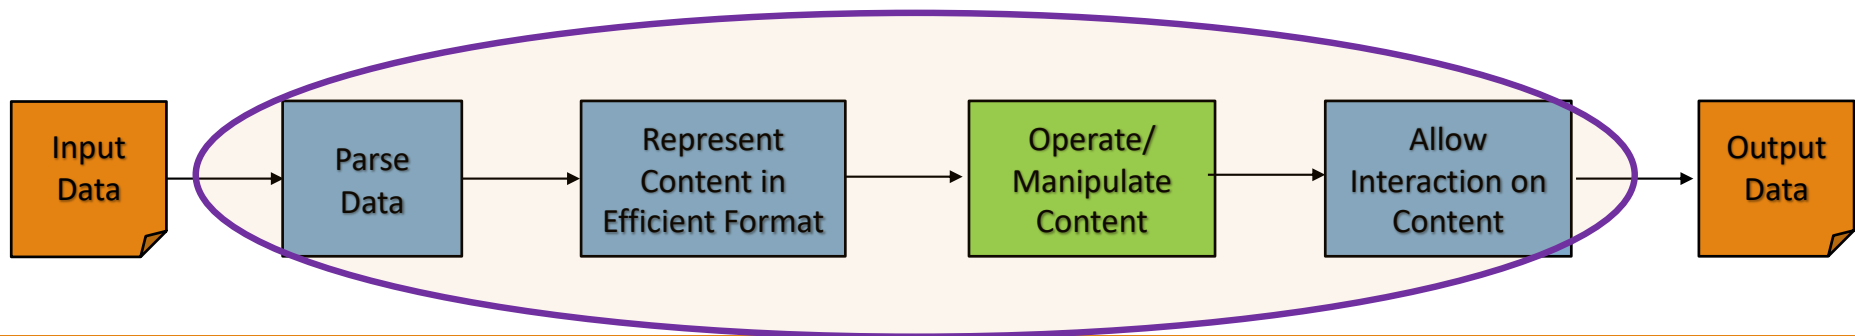 Input
Data
Parse
Data
Represent
Content in
Efficient Format
Operate/
Manipulate
Content
Allow
Interaction on
Content
Output
Data